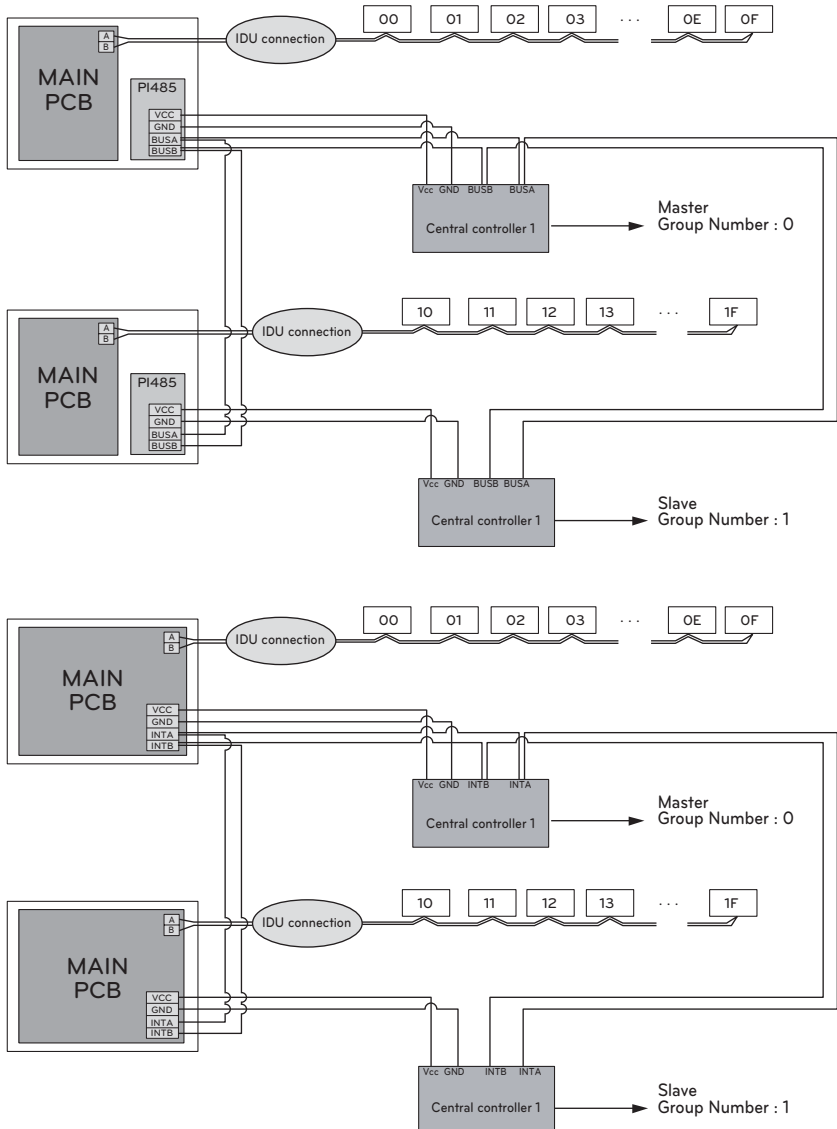 A
B
IDU connection
00 01 02 03 · · · 0E 0F
MAIN
PCB
PI485
VCC
GND
BUSA
BUSB
Vcc GND BUSB BUSA
Central controller 1
Master
Group Number : 0
A
B
IDU connection
10 11 12 13 · · · 1F
MAIN
PCB
PI485
VCC
GND
BUSA
BUSB
Vcc GND BUSB BUSA
Central controller 1
Slave
Group Number : 1
A
B
IDU connection
00 01 02 03 · · · 0E 0F
MAIN
PCB
VCC
GND
INTA
INTB
Vcc GND INTB INTA
Central controller 1
Master
Group Number : 0
A
B
IDU connection
10 11 12 13 · · · 1F
MAIN
PCB
VCC
GND
INTA
INTB
Vcc GND INTB INTA
Central controller 1
Slave
Group Number : 1